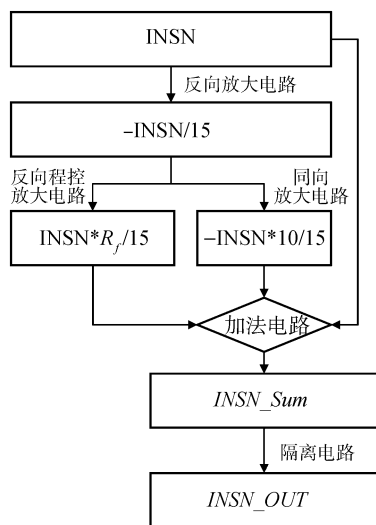 INSN
反向放大电路
–INSN/15
反向程控
放大电路
同向
放大电路
INSN*R_f/15
–INSN*10/15
加法电路
INSN_Sum
隔离电路
INSN_OUT